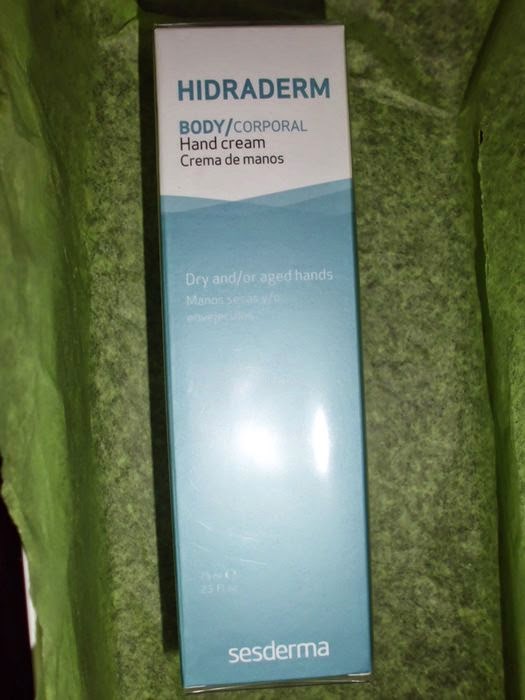 HIDRADERM
BODY/CORPORAL
Hand cream
Crema de manos
Dry and/or aged hands
Manos secas y/o
envejecidas
75 ml ℮
2.5 Fl oz
sesderma